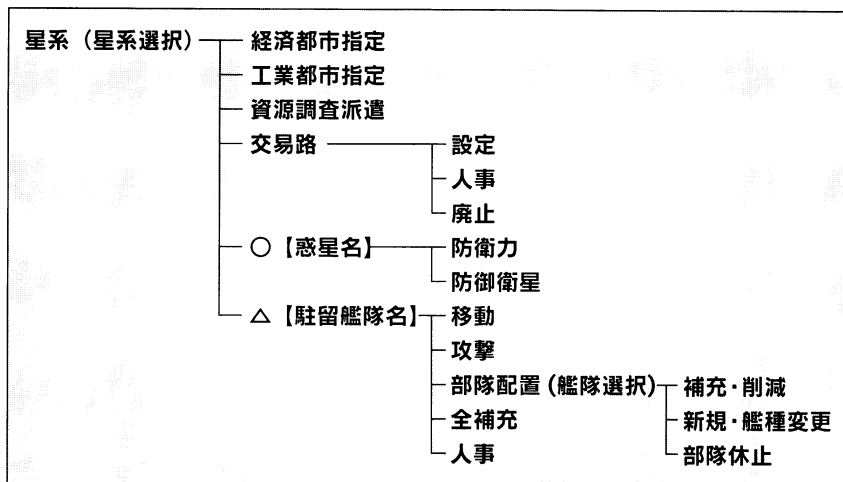 星系（星系選択） 経済都市指定
工業都市指定
資源調査派遣
交易路 設定
人事
廃止
○【惑星名】 防衛力
防御衛星
△【駐留艦隊名】 移動
攻撃
部隊配置（艦隊選択） 補充・削減
全補充 新規・艦種変更
人事 部隊休止